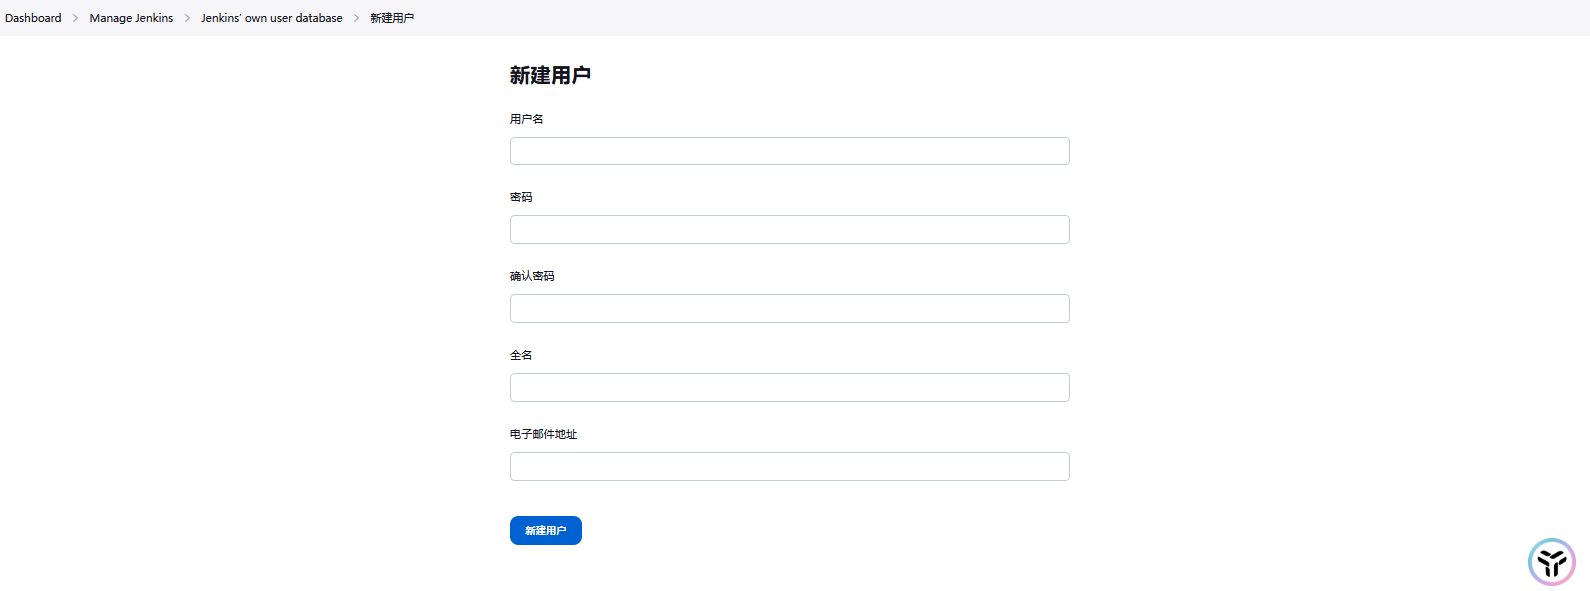 Dashboard > Manage Jenkins > Jenkins' own user database > 新建用户
新建用户
用户名
密码
确认密码
全名
电子邮件地址
新建用户